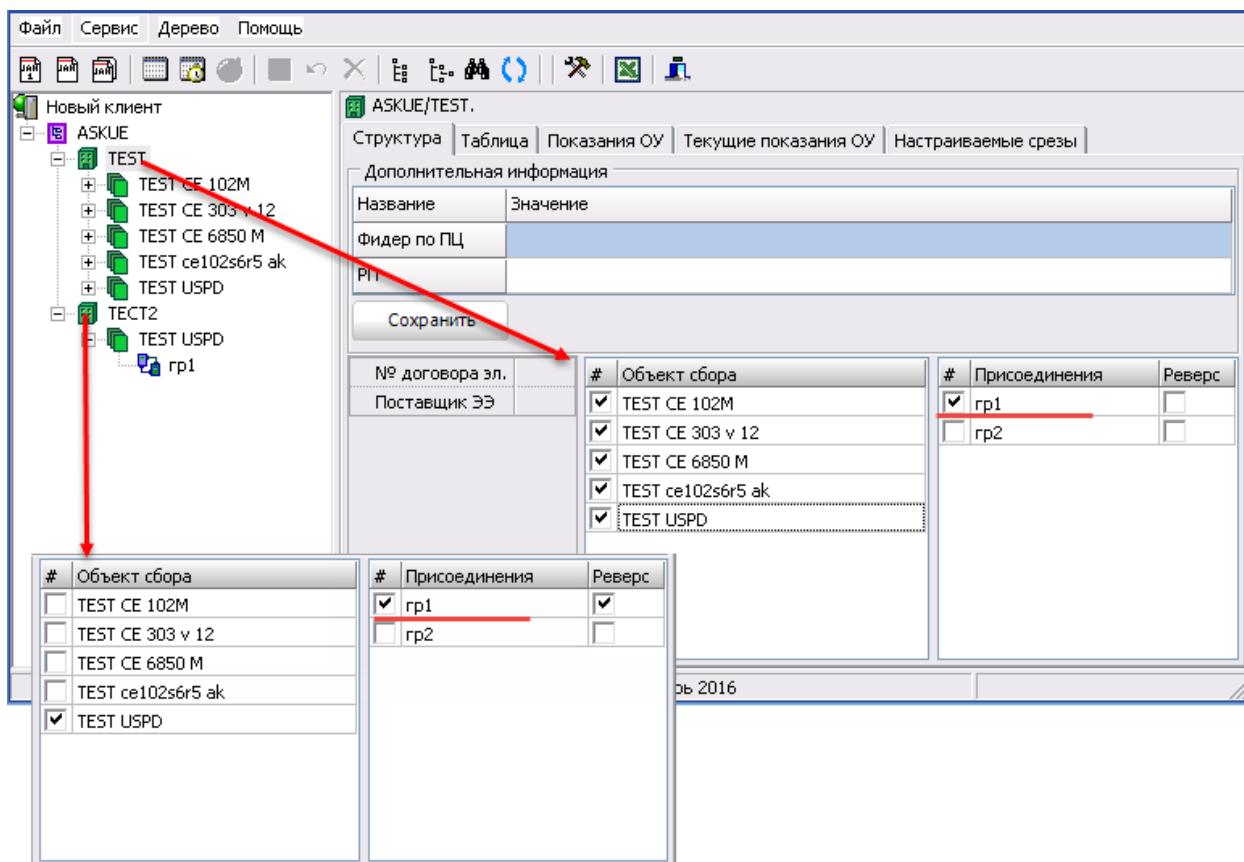 Файл Сервис Дерево Помощь
Новый клиент
ASKUE
TEST
TEST CE 102M
TEST CE 303 v 12
TEST CE 6850 M
TEST ce102s6r5 ak
TEST USPD
ТЕСТ2
TEST USPD
гр1
ASKUE/TEST.
Структура Таблица Показания ОУ Текущие показания ОУ Настраиваемые срезы
Дополнительная информация
Название Значение
Фидер по ПЦ
РП
Сохранить
№ договора эл.
Поставщик ЭЭ
# Объект сбора
TEST CE 102M
TEST CE 303 v 12
TEST CE 6850 M
TEST ce102s6r5 ak
TEST USPD
# Присоединения Реверс
гр1
гр2
рь 2016
# Объект сбора
TEST CE 102M
TEST CE 303 v 12
TEST CE 6850 M
TEST ce102s6r5 ak
TEST USPD
# Присоединения Реверс
гр1
гр2